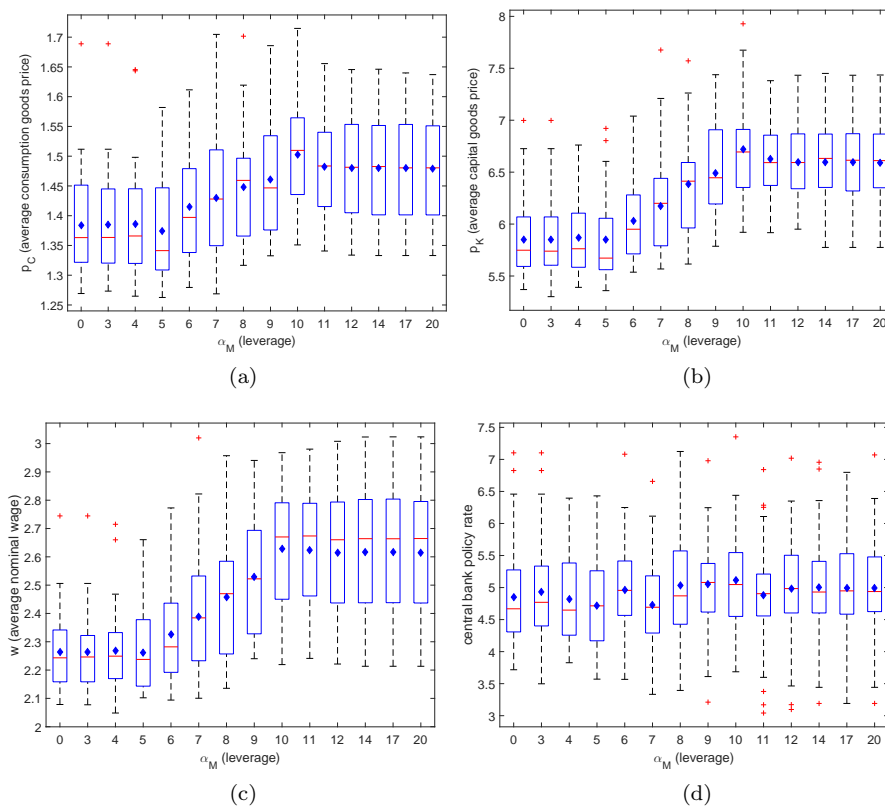 p_C (average consumption goods price)
1.7
1.65
1.6
1.55
1.5
1.45
1.4
1.35
1.3
1.25
0 3 4 5 6 7 8 9 10 11 12 14 17 20
α_M (leverage)
(a)
p_K (average capital goods price)
8
7.5
7
6.5
6
5.5
0 3 4 5 6 7 8 9 10 11 12 14 17 20
α_M (leverage)
(b)
w (average nominal wage)
3
2.9
2.8
2.7
2.6
2.5
2.4
2.3
2.2
2.1
2
0 3 4 5 6 7 8 9 10 11 12 14 17 20
α_M (leverage)
(c)
central bank policy rate
7.5
7
6.5
6
5.5
5
4.5
4
3.5
3
0 3 4 5 6 7 8 9 10 11 12 14 17 20
α_M (leverage)
(d)